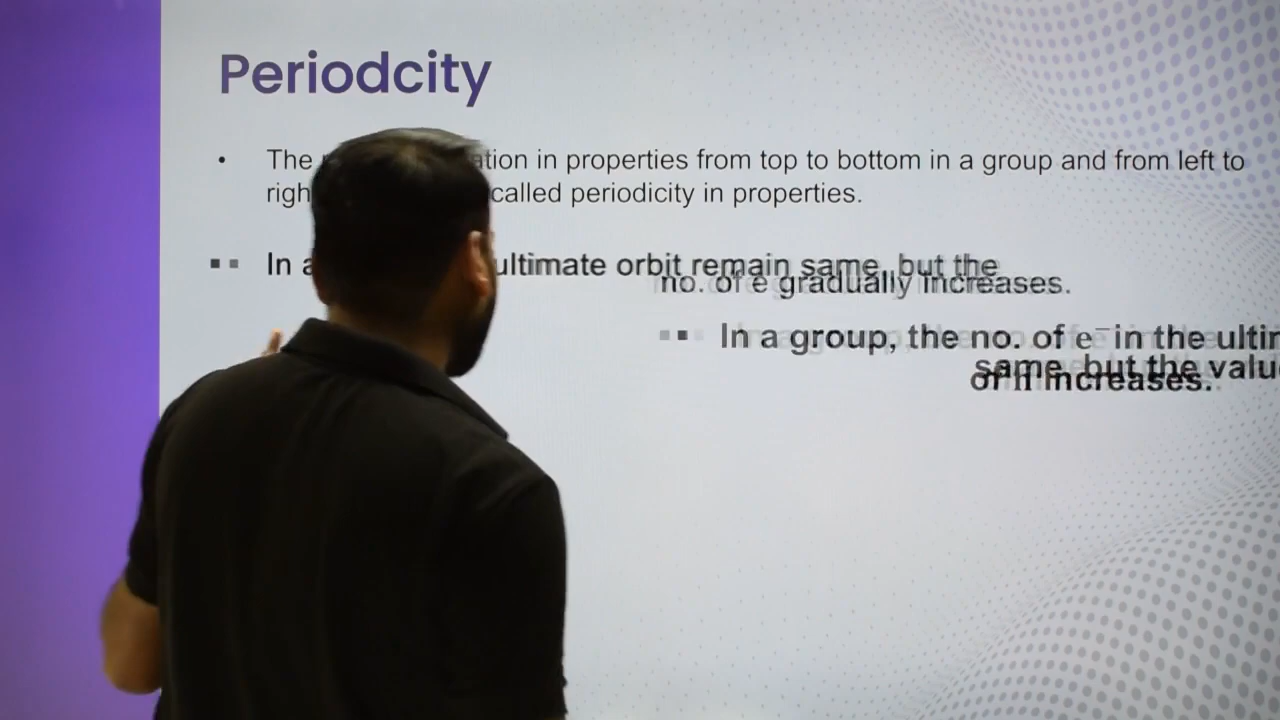 Periodcity
• The ation in properties from top to bottom in a group and from left to
righ called periodicity in properties.
In a ultimate orbit remain same, but the
no. of e gradually increases.
In a group, the no. of e⁻ in the ultim
same, but the value
of n increases.